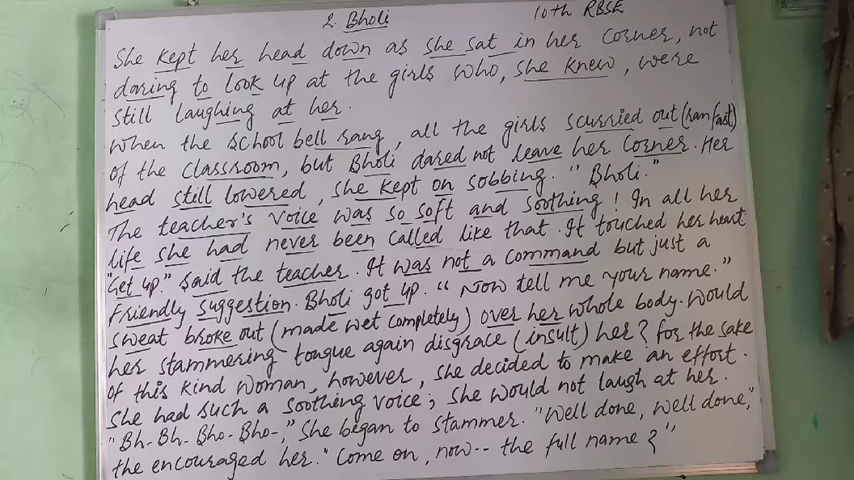 2. Bholi 10th RBSE
She kept her head down as she sat in her corner, not
daring to look up at the girls who, she knew, were
still laughing at her.
When the school bell rang, all the girls scurried out (ran fast)
of the classroom, but Bholi dared not leave her corner. Her
head still lowered, she kept on sobbing. "Bholi."
The teacher's voice was so soft and soothing! In all her
life she had never been called like that. It touched her heart
"Get up." said the teacher. It was not a command but just a
friendly suggestion. Bholi got up. "Now tell me your name."
Sweat broke out (made wet completely) over her whole body. Would
her stammering tongue again disgrace (insult) her? For the sake
of this kind woman, however, she decided to make an effort.
She had such a soothing voice; she would not laugh at her.
"Bh- Bh- Bho- Bho-," She began to stammer. "Well done, well done,"
the encouraged her. "Come on, now -- the full name?"